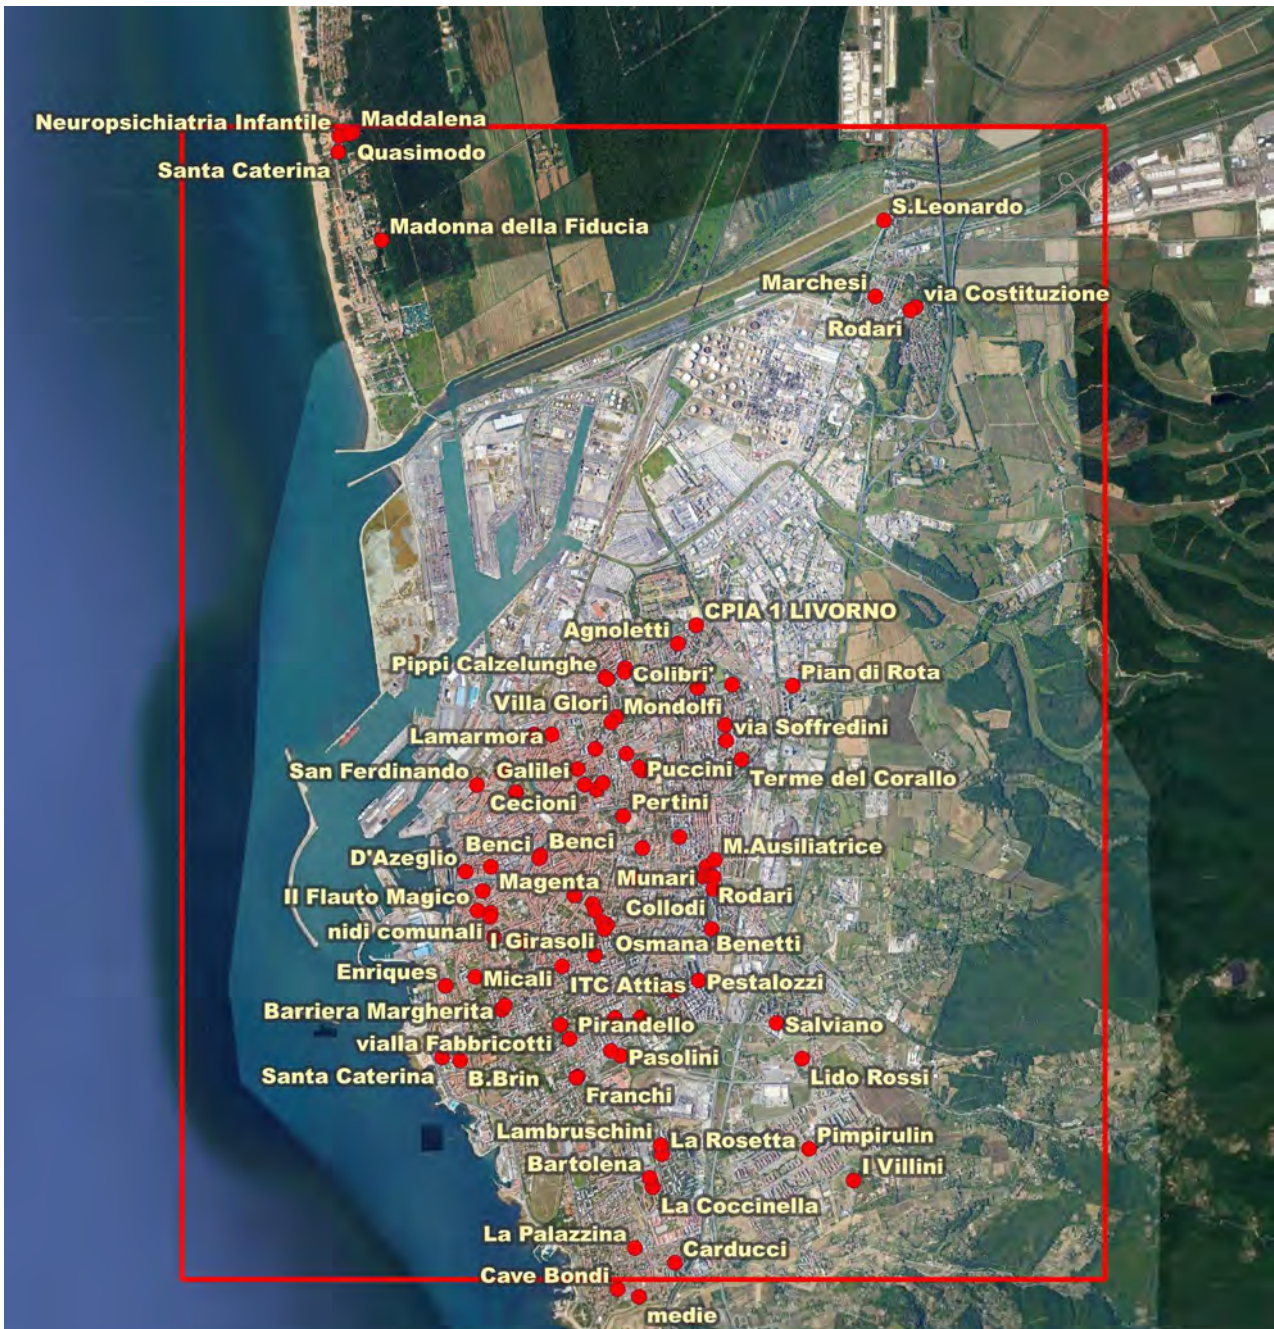 Neuropsichiatria Infantile
Maddalena
Quasimodo
Santa Caterina
Madonna della Fiducia
S.Leonardo
Marchesi
via Costituzione
Rodari
CPIA 1 LIVORNO
Agnoletti
Pippi Calzelunghe
Colibri'
Pian di Rota
Villa Glori
Mondolfi
Lamarmora
via Soffredini
San Ferdinando
Galilei
Puccini
Terme del Corallo
Cecioni
Pertini
Benci
Benci
D'Azeglio
M.Ausiliatrice
Magenta
Munari
Il Flauto Magico
Rodari
Collodi
nidi comunali
I Girasoli
Osmana Benetti
Enriques
Micali
ITC Attias
Pestalozzi
Barriera Margherita
Pirandello
Salviano
vialla Fabbricotti
Pasolini
Santa Caterina
B.Brin
Lido Rossi
Franchi
Lambruschini
La Rosetta
Pimpirulin
Bartolena
I Villini
La Coccinella
La Palazzina
Carducci
Cave Bondi
medie